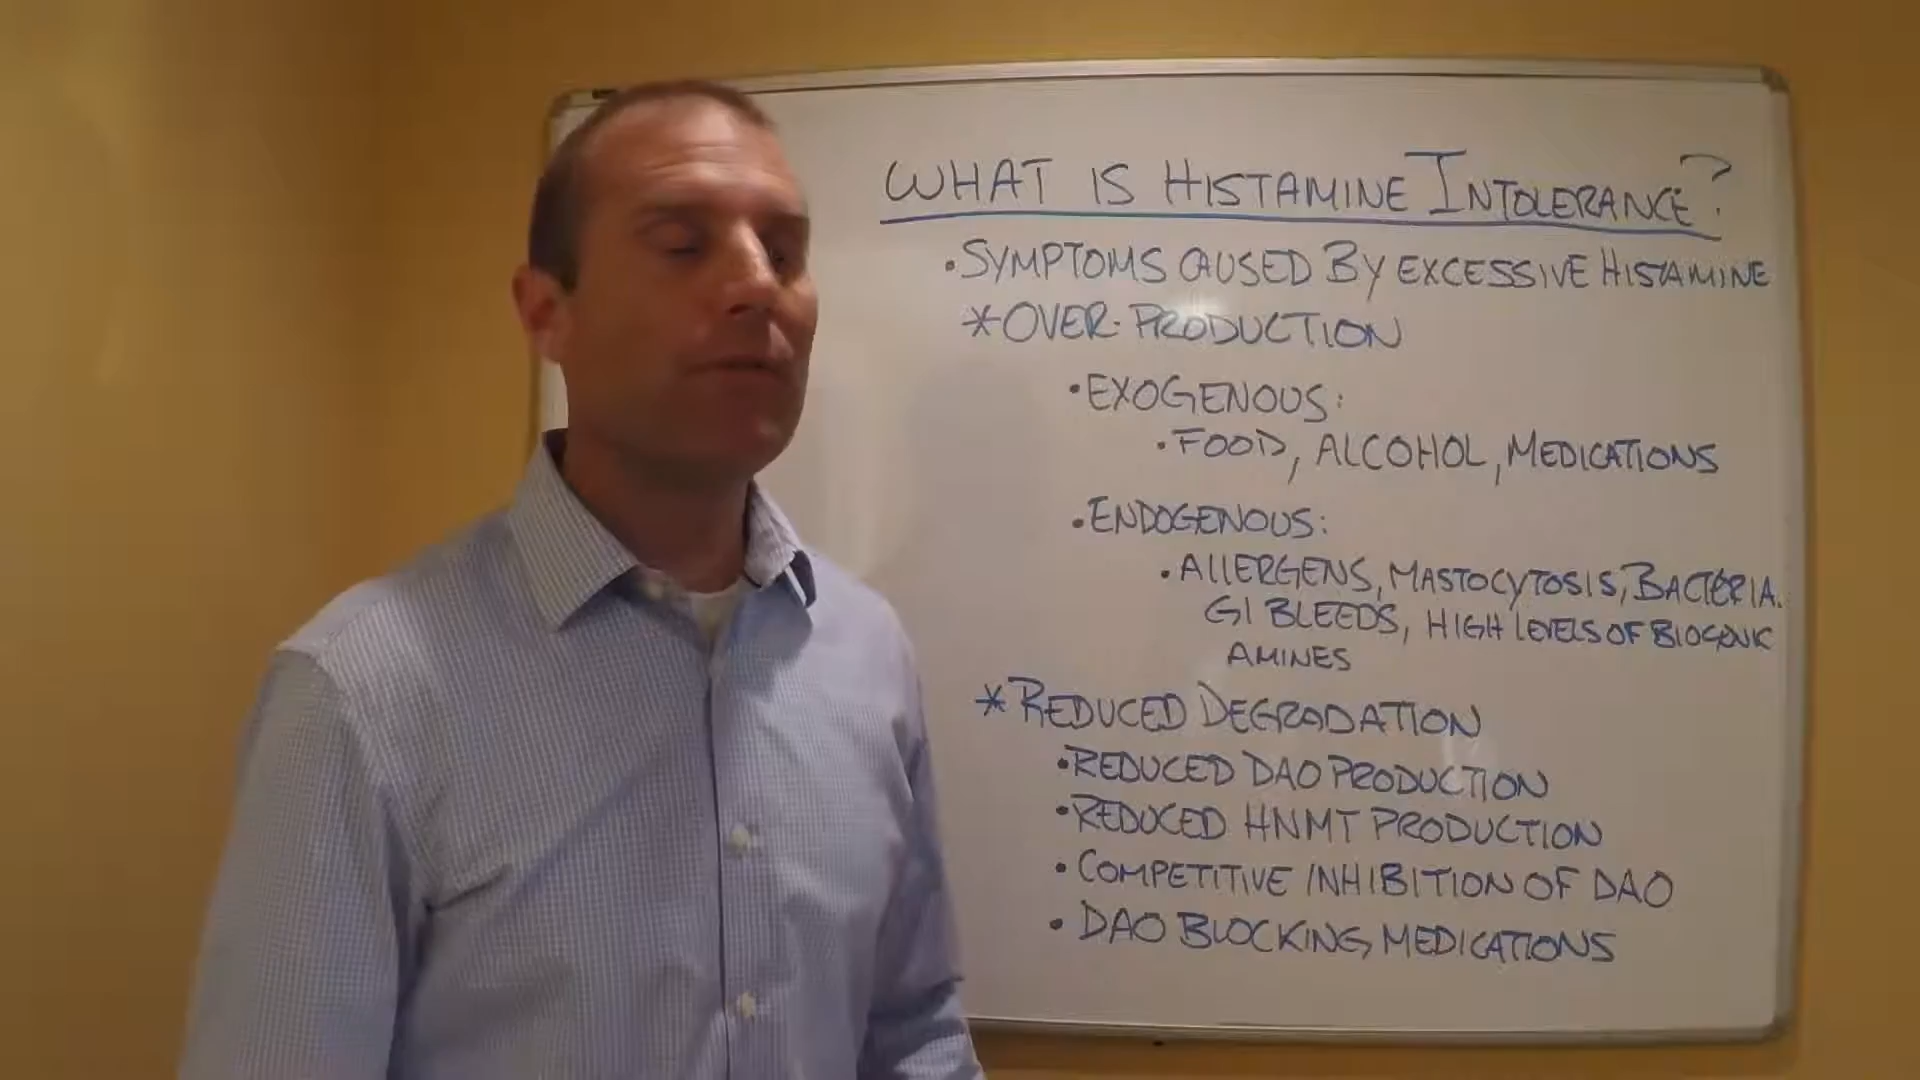 WHAT IS HISTAMINE INTOLERANCE?
• SYMPTOMS CAUSED BY EXCESSIVE HISTAMINE
* OVER-PRODUCTION
• EXOGENOUS:
• FOOD, ALCOHOL, MEDICATIONS
• ENDOGENOUS:
• ALLERGENS, MASTOCYTOSIS, BACTERIA.
GI BLEEDS, HIGH LEVELS OF BIOGENIC
AMINES
* REDUCED DEGRADATION
• REDUCED DAO PRODUCTION
• REDUCED HNMT PRODUCTION
• COMPETITIVE INHIBITION OF DAO
• DAO BLOCKING MEDICATIONS